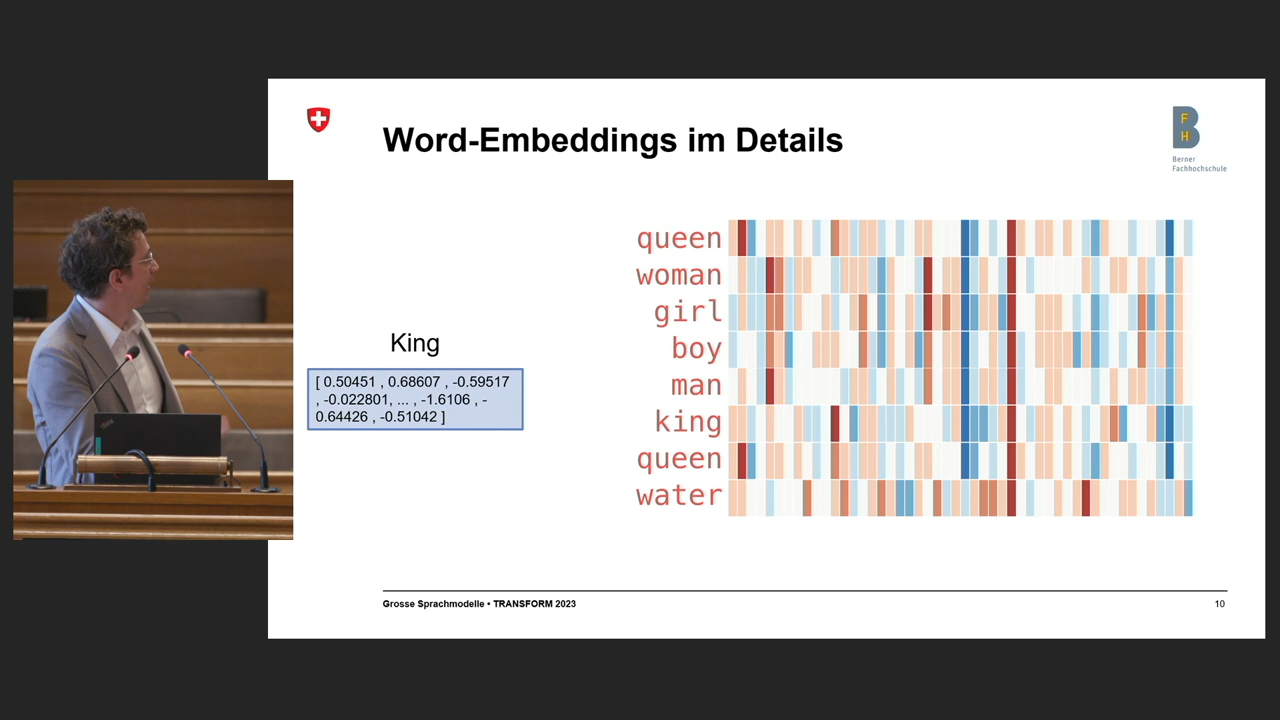 Word-Embeddings im Details
F
H
Berner
Fachhochschule
King
[ 0.50451 , 0.68607 , -0.59517
, -0.022801, ... , -1.6106 , -
0.64426 , -0.51042 ]
queen
woman
girl
boy
man
king
queen
water
Grosse Sprachmodelle • TRANSFORM 2023
10